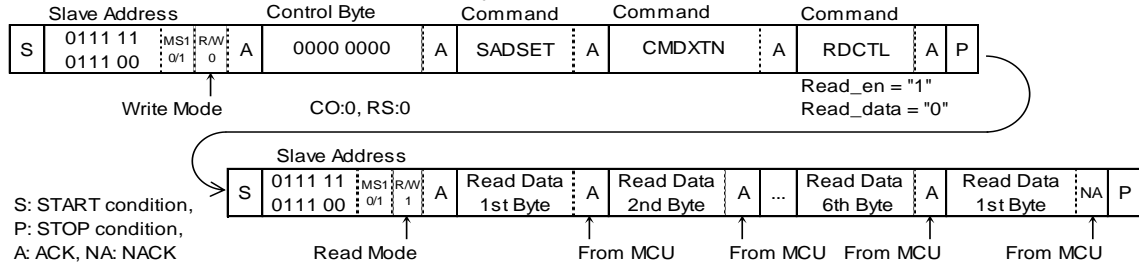 Slave Address Control Byte Command Command Command
S 0111 11 0111 00 MS1 0/1 R/W 0 A 0000 0000 A SADSET A CMDXTN A RDCTL A P
Write Mode CO:0, RS:0 Read_en = "1"
Read_data = "0"
Slave Address
S 0111 11 0111 00 MS1 0/1 R/W 1 A Read Data 1st Byte A Read Data 2nd Byte A ... Read Data 6th Byte A Read Data 1st Byte NA P
Read Mode From MCU From MCU From MCU From MCU
S: START condition,
P: STOP condition,
A: ACK, NA: NACK